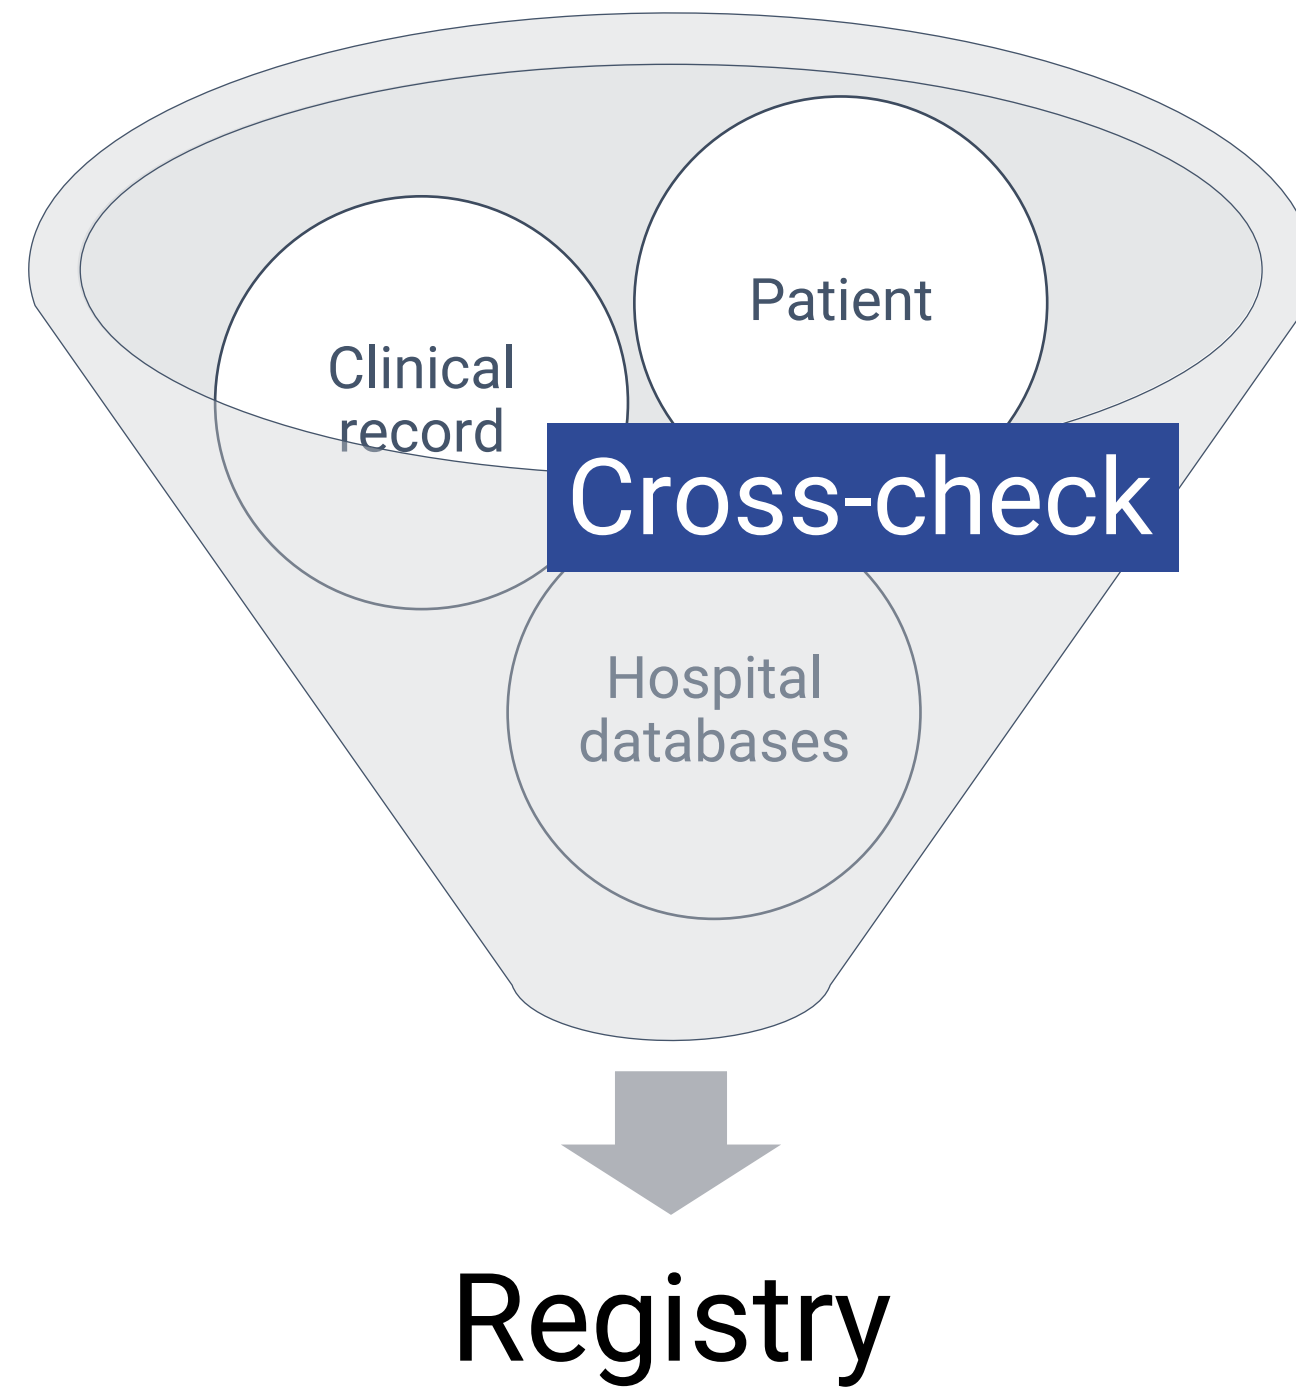 Patient
Clinical
record
Cross-check
Hospital
databases
Registry